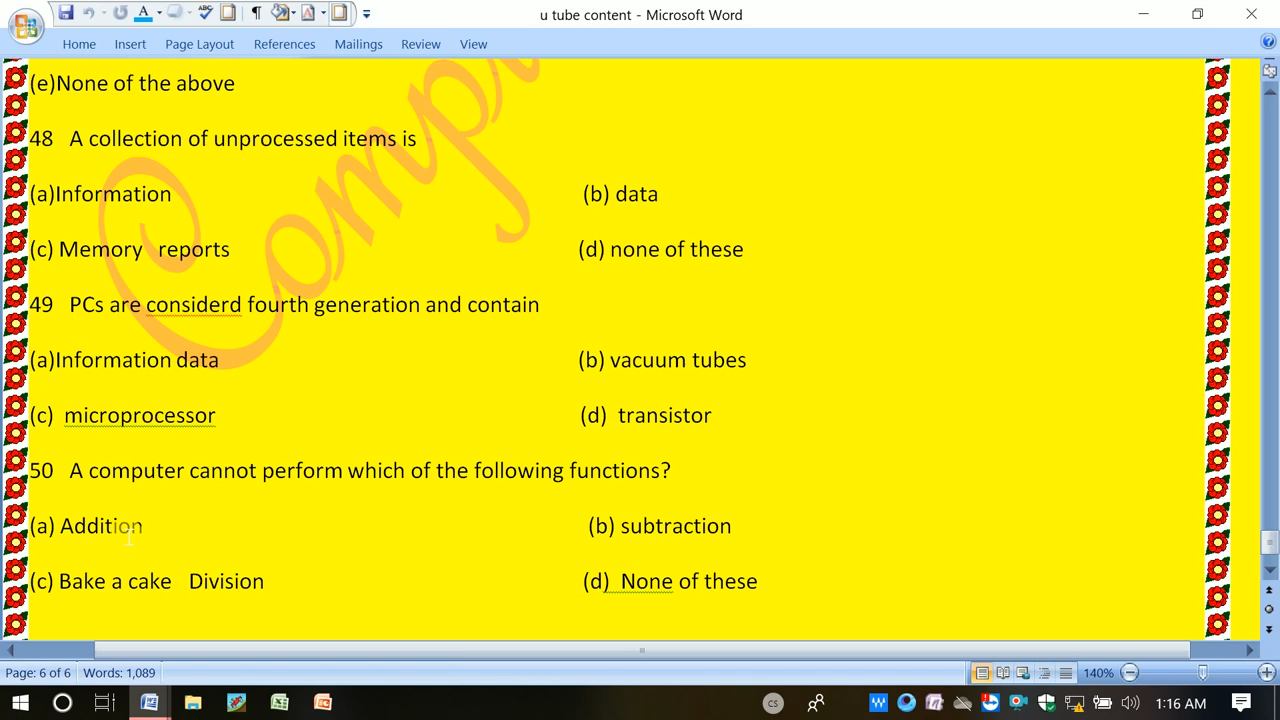 u tube content - Microsoft Word
Home Insert Page Layout References Mailings Review View
(e)None of the above
48 A collection of unprocessed items is
(a)Information (b) data
(c) Memory reports (d) none of these
49 PCs are considerd fourth generation and contain
(a)Information data (b) vacuum tubes
(c) microprocessor (d) transistor
50 A computer cannot perform which of the following functions?
(a) Addition (b) subtraction
(c) Bake a cake Division (d) None of these
Comp
Page: 6 of 6 Words: 1,089 140%
CS 1:16 AM